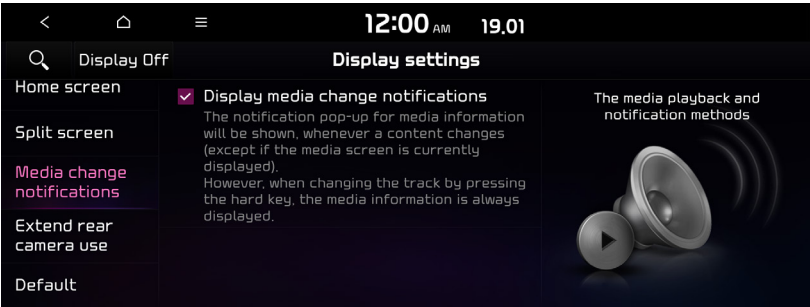 12:00 AM 19.01
Display Off
Display settings
Home screen
Split screen
Media change
notifications
Extend rear
camera use
Default
Display media change notifications
The notification pop-up for media information
will be shown, whenever a content changes
(except if the media screen is currently
displayed).
However, when changing the track by pressing
the hard key, the media information is always
displayed.
The media playback and
notification methods